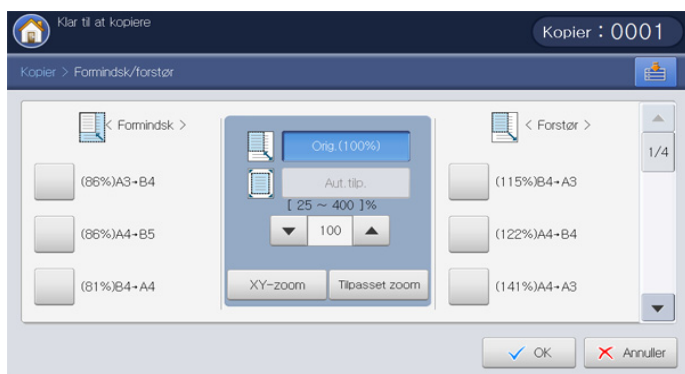 Klar til at kopiere
Kopier : 0001
Kopier > Formindsk/forstør
< Formindsk >
(86%)A3→B4
(86%)A4→B5
(81%)B4→A4
Orig.(100%)
Aut.tilp.
[ 25 ~ 400 ]%
100
XY-zoom
Tilpasset zoom
< Forstør >
(115%)B4→A3
(122%)A4→B4
(141%)A4→A3
1/4
OK
Annuller